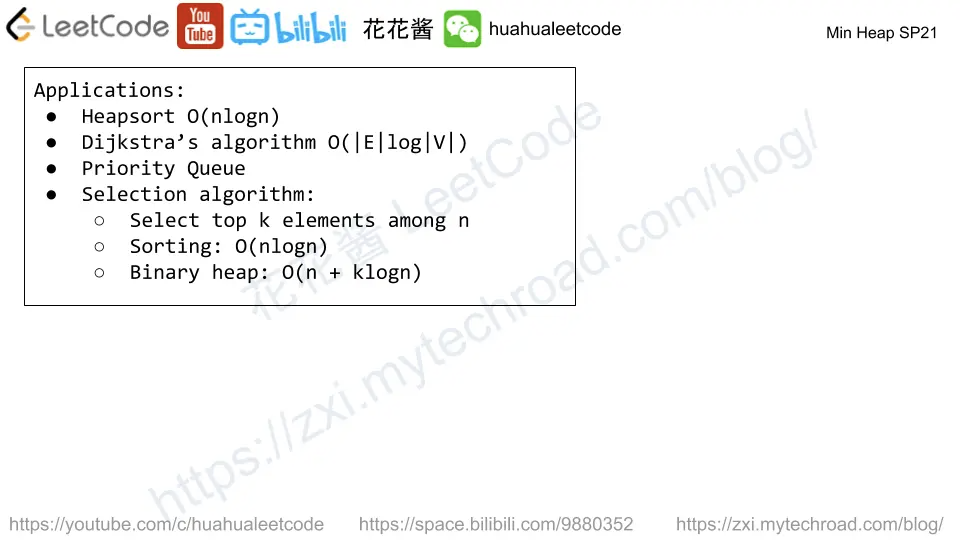 LeetCode You Tube bilibili 花花酱 huahualeetcode Min Heap SP21
Applications:
● Heapsort O(nlogn)
● Dijkstra’s algorithm O(|E|log|V|)
● Priority Queue
● Selection algorithm:
○ Select top k elements among n
○ Sorting: O(nlogn)
○ Binary heap: O(n + klogn)
花花酱 LeetCode
https://zxi.mytechroad.com/blog/
https://youtube.com/c/huahualeetcode https://space.bilibili.com/9880352 https://zxi.mytechroad.com/blog/